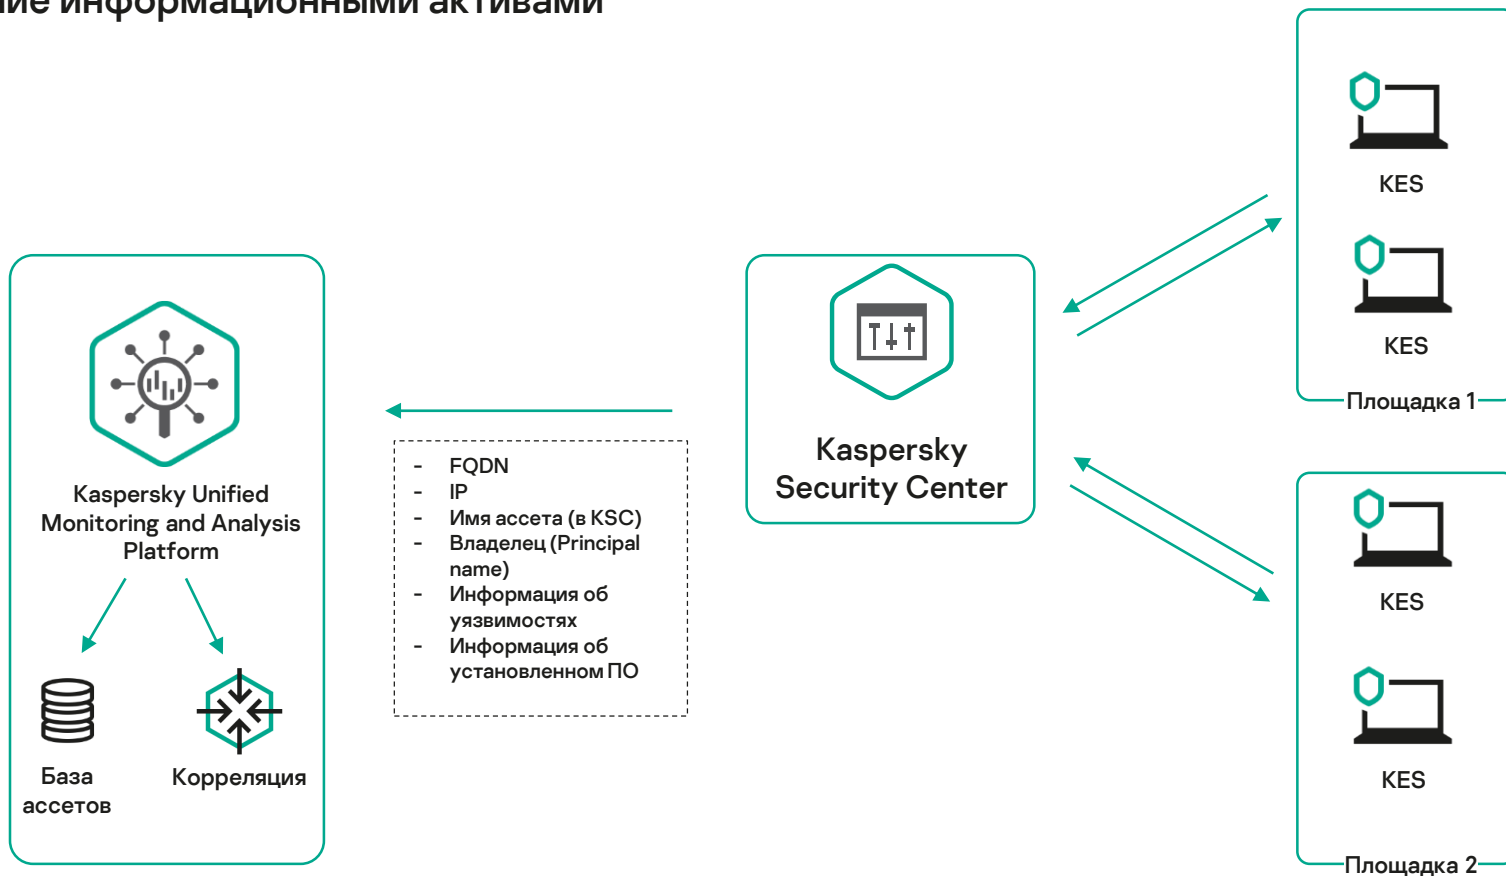 ние информационными активами
KES
KES
Площадка 1
Kaspersky
Security Center
Kaspersky Unified
Monitoring and Analysis
Platform
- FQDN
- IP
- Имя ассета (в KSC)
- Владелец (Principal
name)
- Информация об
уязвимостях
- Информация об
установленном ПО
База
ассетов
Корреляция
KES
KES
Площадка 2